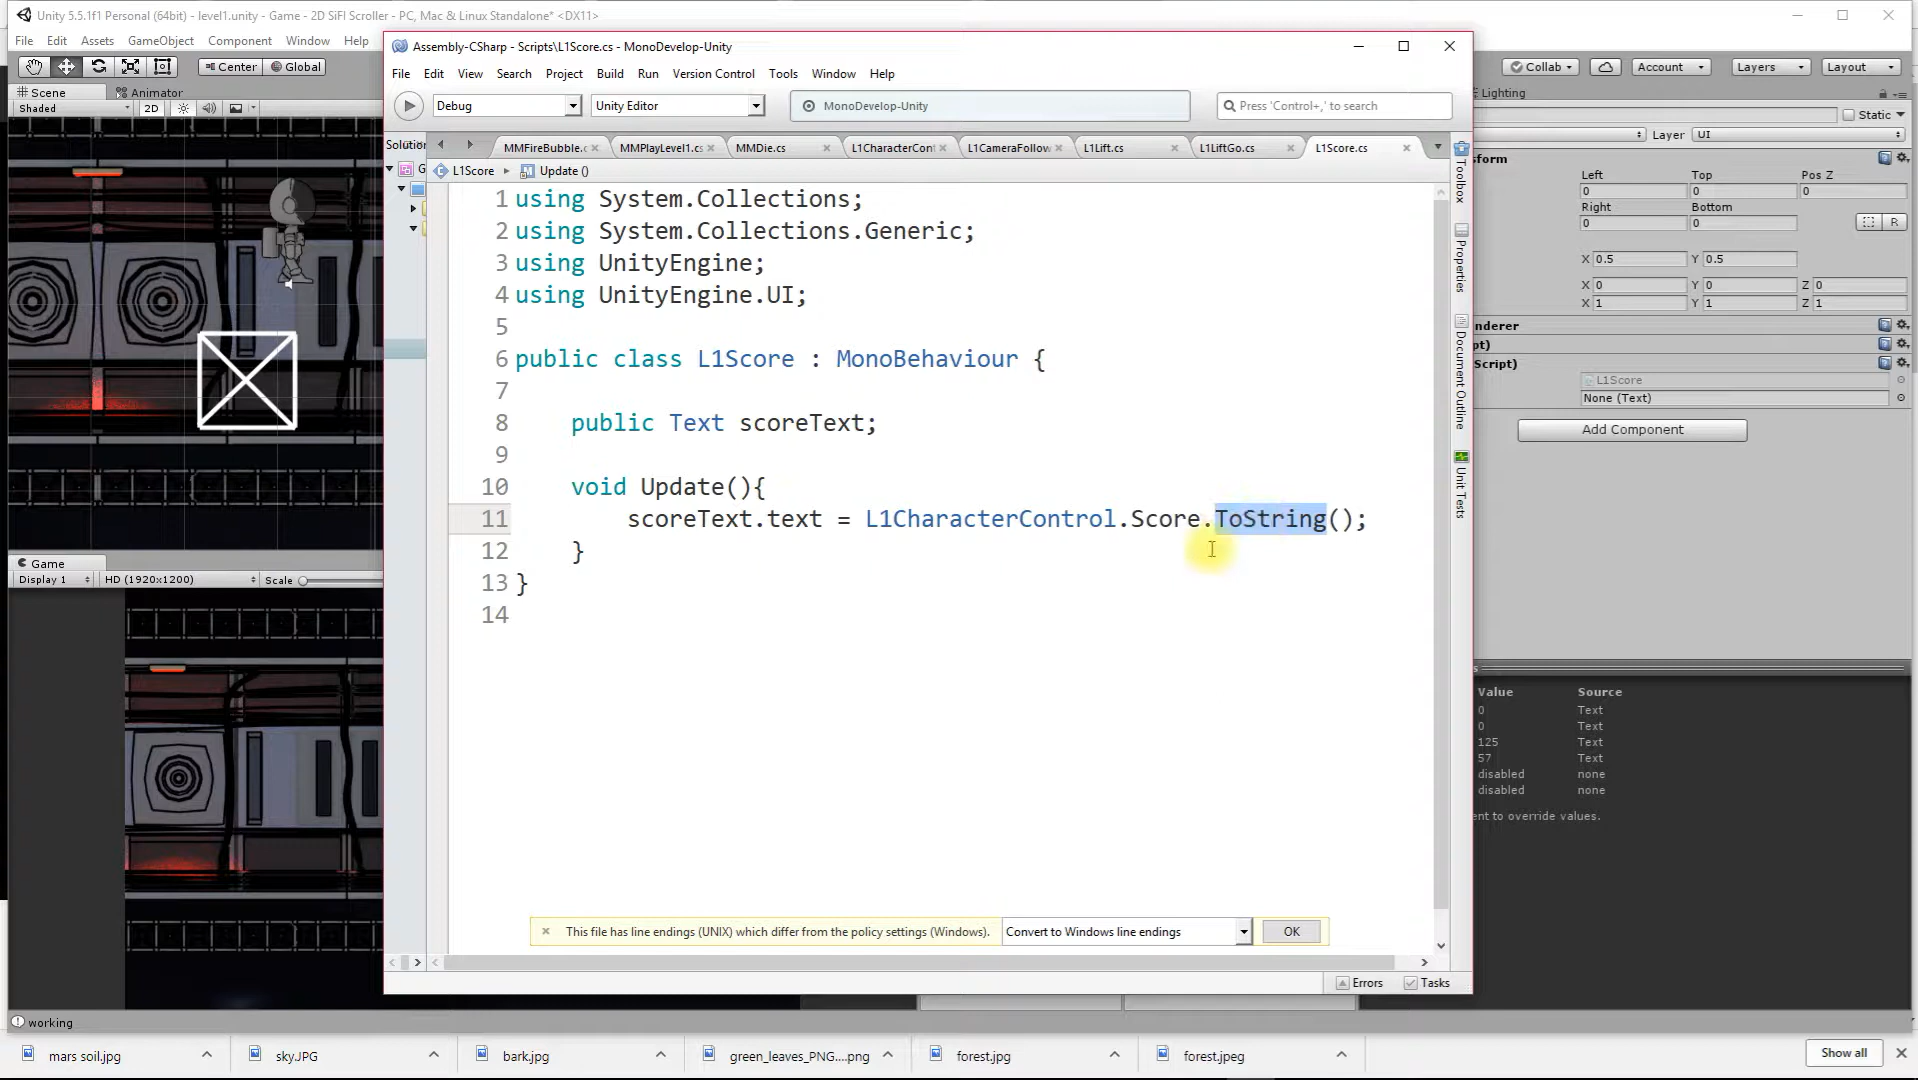 Unity 5.5.1f1 Personal (64bit) - level1.unity - Game - 2D SiFI Scroller - PC, Mac & Linux Standalone* <DX11>
File Edit Assets GameObject Component Window Help
Center Global
Collab Account Layers Layout
Scene Animator
Shaded 2D
Assembly-CSharp - Scripts\L1Score.cs - MonoDevelop-Unity
File Edit View Search Project Build Run Version Control Tools Window Help
Debug Unity Editor MonoDevelop-Unity Press 'Control+,' to search
Solution
MMFireBubble.c MMPlayLevel1.cs MMDie.cs L1CharacterCont L1CameraFollow L1Lift.cs L1LiftGo.cs L1Score.cs
L1Score Update ()
1 using System.Collections;
2 using System.Collections.Generic;
3 using UnityEngine;
4 using UnityEngine.UI;
5
6 public class L1Score : MonoBehaviour {
7
8 public Text scoreText;
9
10 void Update(){
11 scoreText.text = L1CharacterControl.Score.ToString();
12 }
13 }
14
This file has line endings (UNIX) which differ from the policy settings (Windows). Convert to Windows line endings OK
Errors Tasks
Toolbox
Properties
Document Outline
Unit Tests
Lighting
Static
Layer UI
sform
Left Top Pos Z
0 0 0
Right Bottom
0 0 R
X 0.5 Y 0.5
X 0 Y 0 Z 0
X 1 Y 1 Z 1
nderer
pt)
Script)
L1Score
None (Text)
Add Component
Value Source
0 Text
0 Text
125 Text
57 Text
disabled none
disabled none
ent to override values.
Game
Display 1 HD (1920x1200) Scale
working
mars soil.jpg sky.JPG bark.jpg green_leaves_PNG....png forest.jpg forest.jpeg Show all